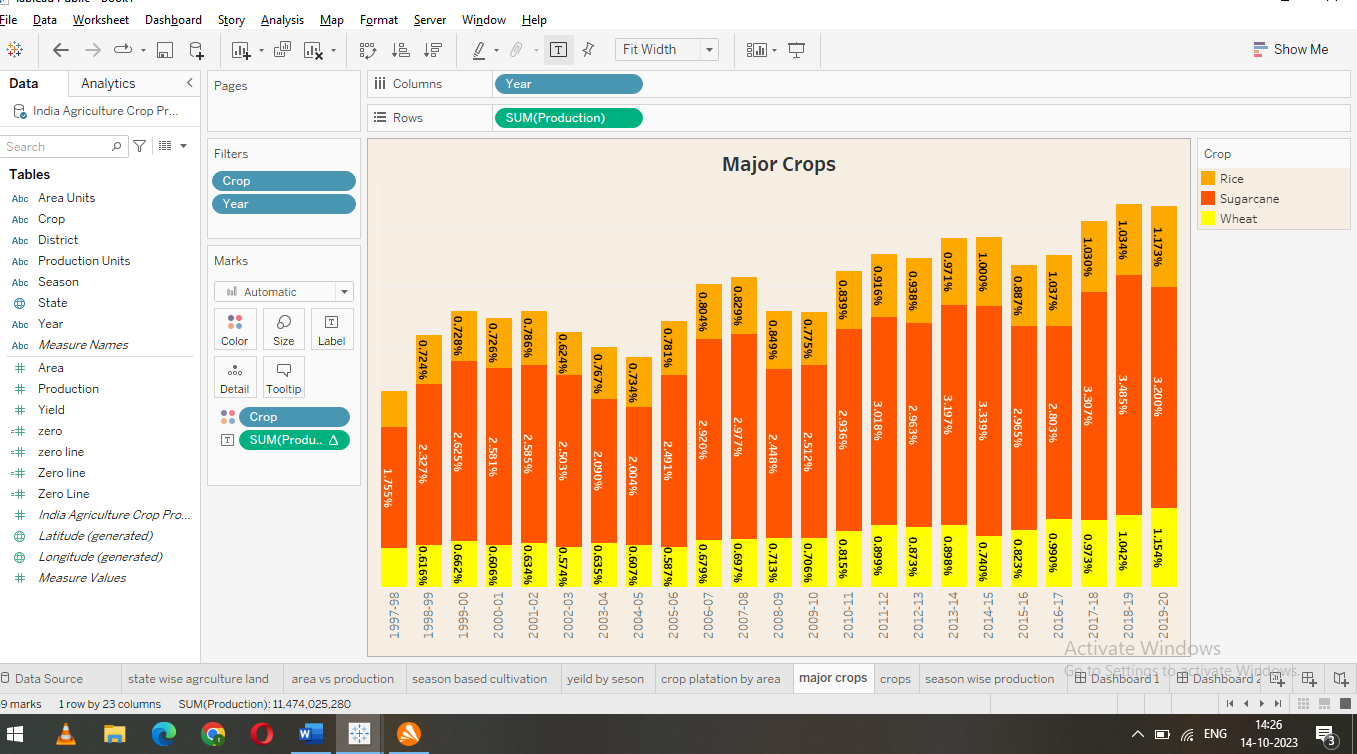 Tableau Public - Book1
File Data Worksheet Dashboard Story Analysis Map Format Server Window Help
Fit Width
Show Me
Data Analytics
India Agriculture Crop Pr...
Search
Tables
Abc Area Units
Abc Crop
Abc District
Abc Production Units
Abc Season
State
Abc Year
Abc Measure Names
Area
Production
Yield
zero
zero line
Zero line
Zero Line
India Agriculture Crop Pro...
Latitude (generated)
Longitude (generated)
Measure Values
Pages
Filters
Crop
Year
Marks
Automatic
Color Size Label
Detail Tooltip
Crop
SUM(Produ.. Δ
Columns Year
Rows SUM(Production)
Major Crops
1.755%
0.724% 2.327% 0.616%
0.728% 2.625% 0.662%
0.726% 2.581% 0.606%
0.786% 2.585% 0.634%
0.624% 2.503% 0.574%
0.767% 2.090% 0.635%
0.734% 2.004% 0.607%
0.781% 2.491% 0.587%
0.804% 2.920% 0.679%
0.829% 2.977% 0.697%
0.849% 2.448% 0.713%
0.775% 2.512% 0.706%
0.839% 2.936% 0.815%
0.916% 3.018% 0.899%
0.938% 2.963% 0.873%
0.971% 3.197% 0.898%
1.000% 3.339% 0.740%
0.887% 2.965% 0.823%
1.037% 2.803% 0.990%
1.030% 3.307% 0.973%
1.034% 3.485% 1.042%
1.173% 3.200% 1.154%
1997-98 1998-99 1999-00 2000-01 2001-02 2002-03 2003-04 2004-05 2005-06 2006-07 2007-08 2008-09 2009-10 2010-11 2011-12 2012-13 2013-14 2014-15 2015-16 2016-17 2017-18 2018-19 2019-20
Crop
Rice
Sugarcane
Wheat
Activate Windows
Go to Settings to activate Windows.
Data Source state wise agrculture land area vs production season based cultivation yeild by seson crop platation by area major crops crops season wise production Dashboard 1 Dashboard 2
9 marks 1 row by 23 columns SUM(Production): 11,474,025,280
ENG
14:26
14-10-2023
3